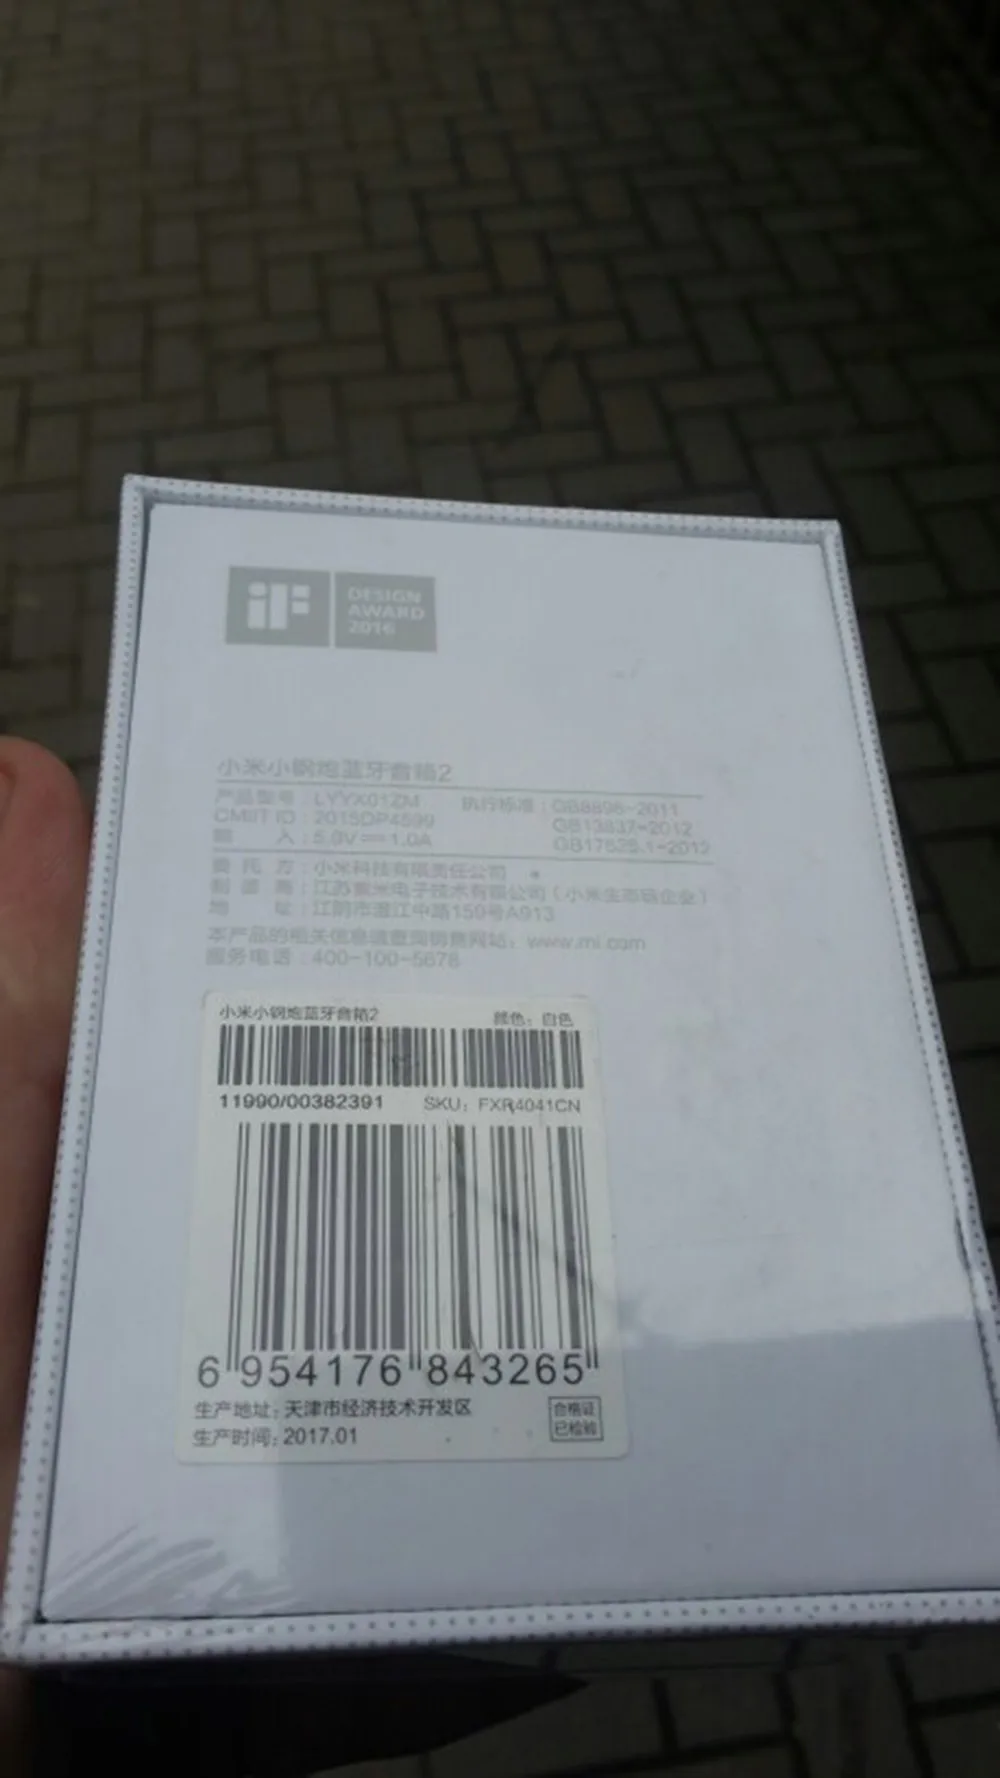 iF
DESIGN
AWARD
2016
小米小钢炮蓝牙音箱2
产品型号：LYYX01ZM 执行标准：GB8898-2011
CMIIT ID：2015DP4599 GB13837-2012
输 入：5.0V⎓1.0A GB17625.1-2012
委 托 方：小米科技有限责任公司
制 造 商：江苏紫米电子技术有限公司（小米生态链企业）
地 址：江阴市澄江中路159号A913
本产品的相关信息请查阅销售网站：www.mi.com
服务电话：400-100-5678
小米小钢炮蓝牙音箱2 颜色：白色
11990/00382391 SKU：FXR4041CN
6 954176 843265
生产地址：天津市经济技术开发区
生产时间：2017.01
合格证
已检验